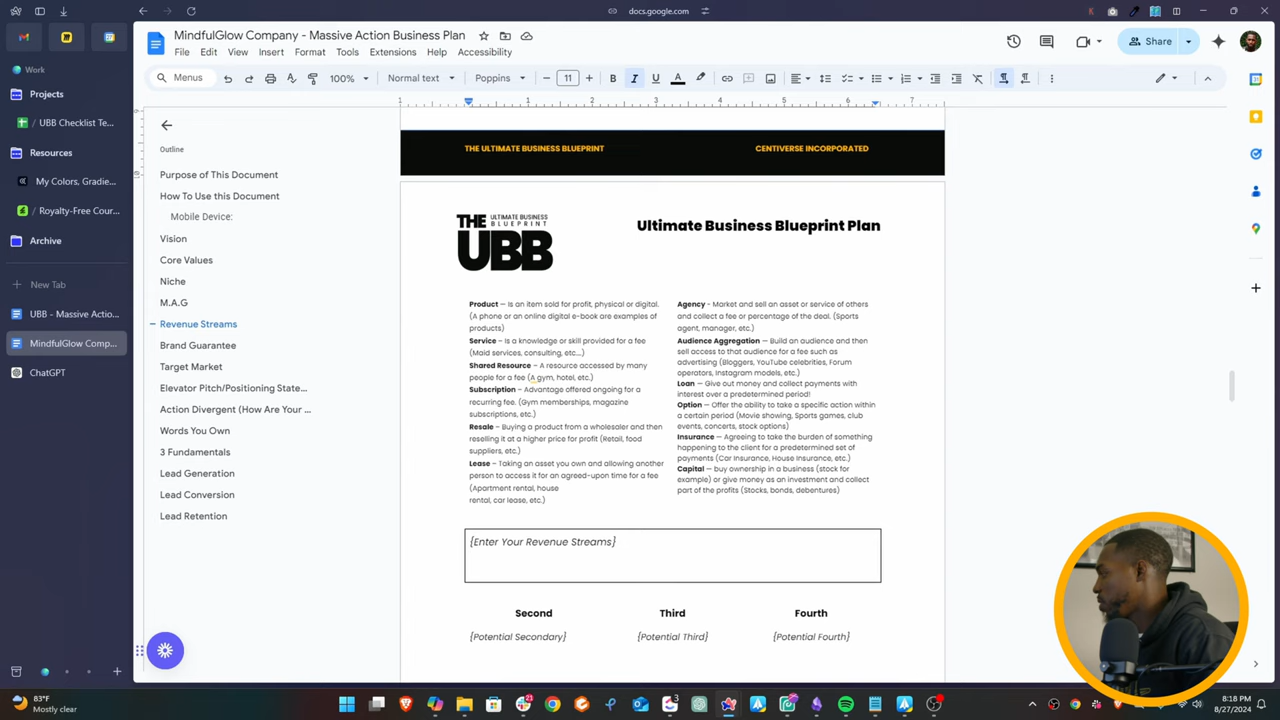 docs.google.com
MindfulGlow Company - Massive Action Business Plan
File Edit View Insert Format Tools Extensions Help Accessibility
Share
Menus
100%
Normal text
Poppins
11
B
I
U
A
1 1 2 3 4 5 6 7
Work
Projects
UBB Checklist Te...
Resources
My Colors, Gradie...
Royalty-Free Cour...
Archive
New Tab
UBB - Massive Actio...
MindfulGlow Comp...
ChatGPT
Outline
Purpose of This Document
How To Use this Document
Mobile Device:
Vision
Core Values
Niche
M.A.G
Revenue Streams
Brand Guarantee
Target Market
Elevator Pitch/Positioning State...
Action Divergent (How Are Your ...
Words You Own
3 Fundamentals
Lead Generation
Lead Conversion
Lead Retention
THE ULTIMATE BUSINESS BLUEPRINT
CENTIVERSE INCORPORATED
THE ULTIMATE BUSINESS
BLUEPRINT
UBB
Ultimate Business Blueprint Plan
Product – Is an item sold for profit, physical or digital.
(A phone or an online digital e-book are examples of
products)
Service – Is a knowledge or skill provided for a fee
(Maid services, consulting, etc...)
Shared Resource – A resource accessed by many
people for a fee (A gym, hotel, etc.)
Subscription – Advantage offered ongoing for a
recurring fee. (Gym memberships, magazine
subscriptions, etc.)
Resale – Buying a product from a wholesaler and then
reselling it at a higher price for profit (Retail, food
suppliers, etc.)
Lease – Taking an asset you own and allowing another
person to access it for an agreed-upon time for a fee
(Apartment rental, house
rental, car lease, etc.)
Agency - Market and sell an asset or service of others
and collect a fee or percentage of the deal. (Sports
agent, manager, etc.)
Audience Aggregation — Build an audience and then
sell access to that audience for a fee such as
advertising (Bloggers, YouTube celebrities, Forum
operators, Instagram models, etc.)
Loan — Give out money and collect payments with
interest over a predetermined period!
Option — Offer the ability to take a specific action within
a certain period (Movie showing, Sports games, club
events, concerts, stock options)
Insurance — Agreeing to take the burden of something
happening to the client for a predetermined set of
payments (Car Insurance, House Insurance, etc.)
Capital — buy ownership in a business (stock for
example) or give money as an investment and collect
part of the profits (Stocks, bonds, debentures)
{Enter Your Revenue Streams}
Second Third Fourth
{Potential Secondary} {Potential Third} {Potential Fourth}
83°F
Mostly clear
21
3
8:18 PM
8/27/2024